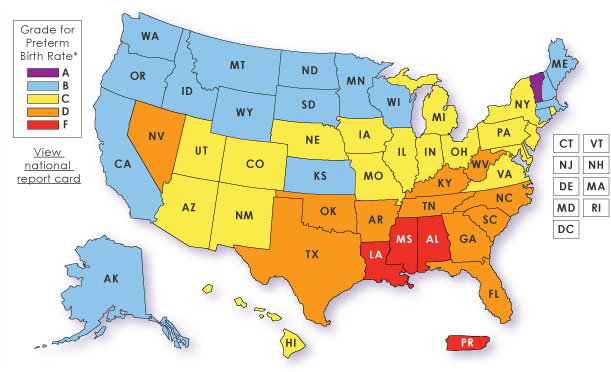 Grade for
Preterm
Birth Rate*
A
B
C
D
F
View
national
report card
WA
OR
CA
NV
ID
MT
WY
UT
AZ
CO
NM
ND
SD
NE
KS
OK
TX
MN
IA
MO
AR
LA
WI
IL
MI
IN
OH
KY
TN
MS
AL
GA
FL
SC
NC
VA
WV
PA
NY
ME
AK
HI
PR
CT VT
NJ NH
DE MA
MD RI
DC